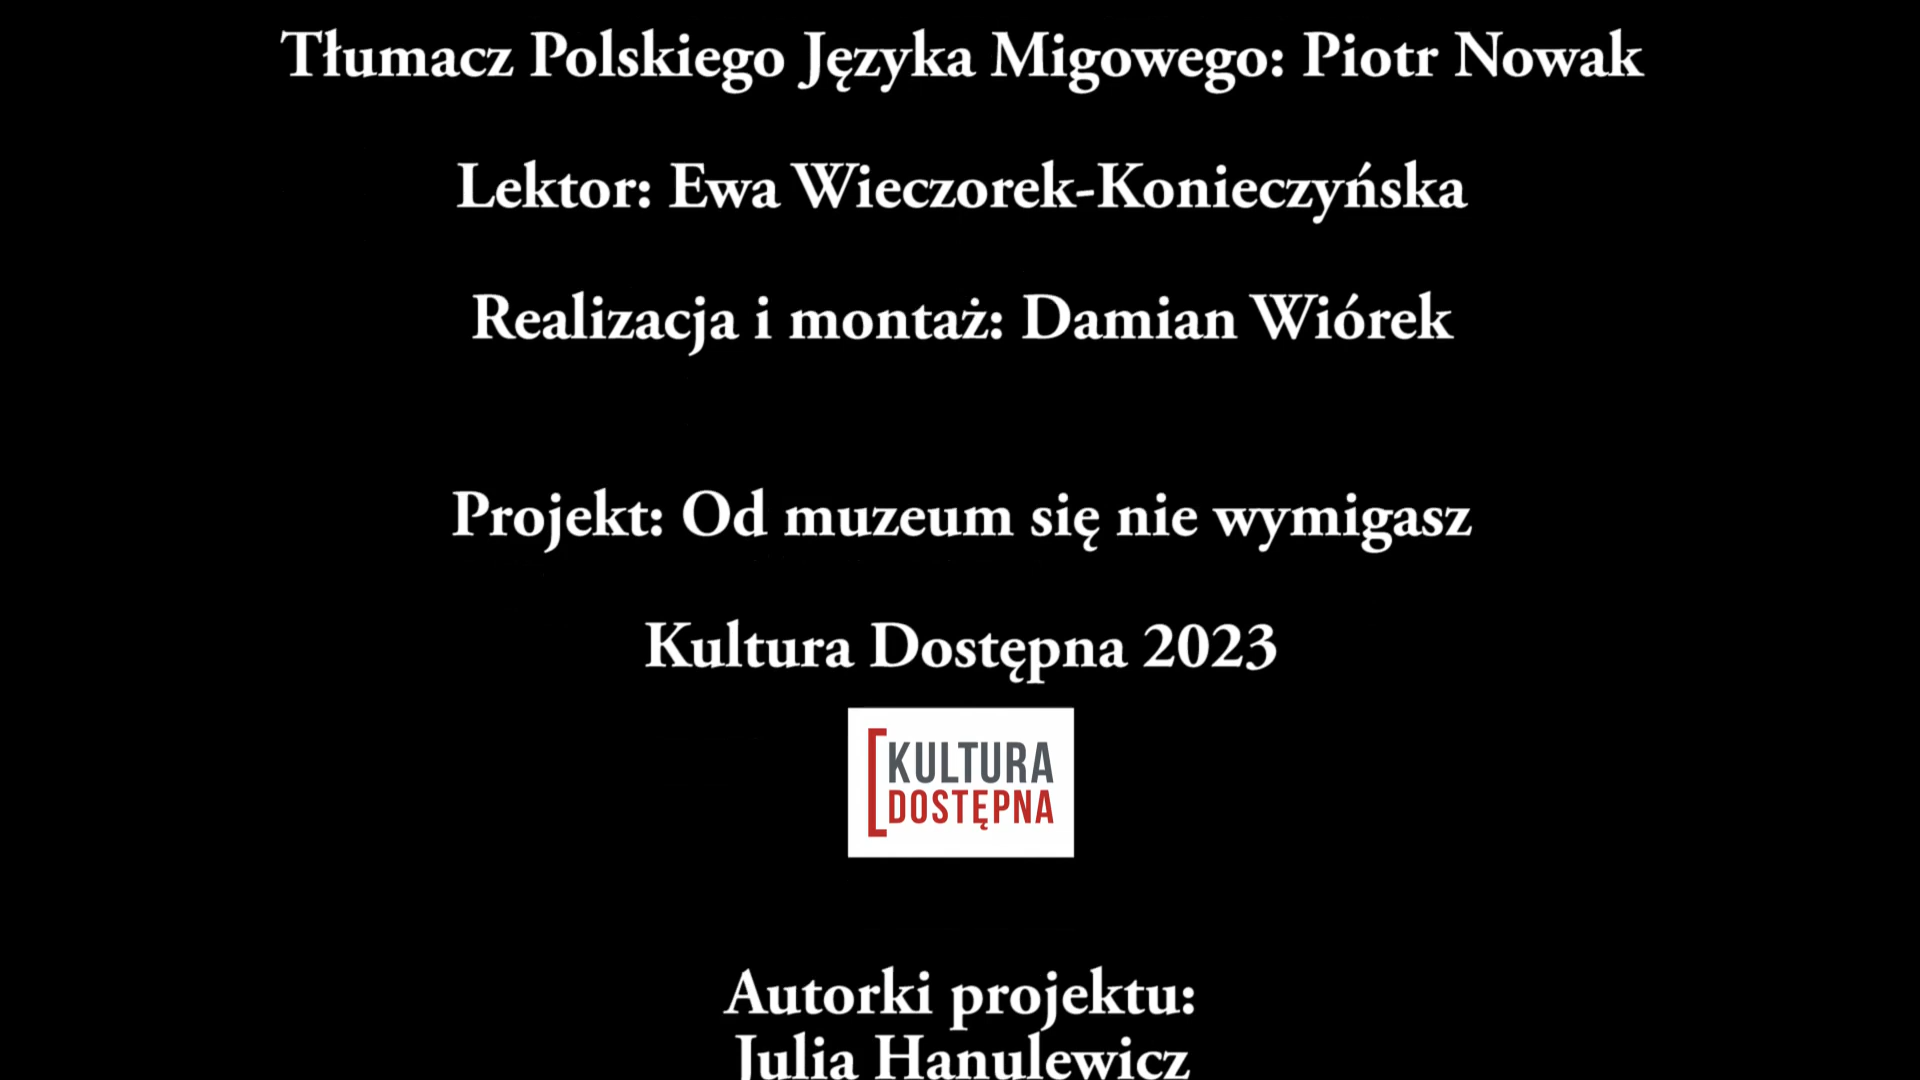 Tłumacz Polskiego Języka Migowego: Piotr Nowak
Lektor: Ewa Wieczorek-Konieczyńska
Realizacja i montaż: Damian Wiórek
Projekt: Od muzeum się nie wymigasz
Kultura Dostępna 2023
KULTURA
DOSTĘPNA
Autorki projektu:
Julia Hanulewicz